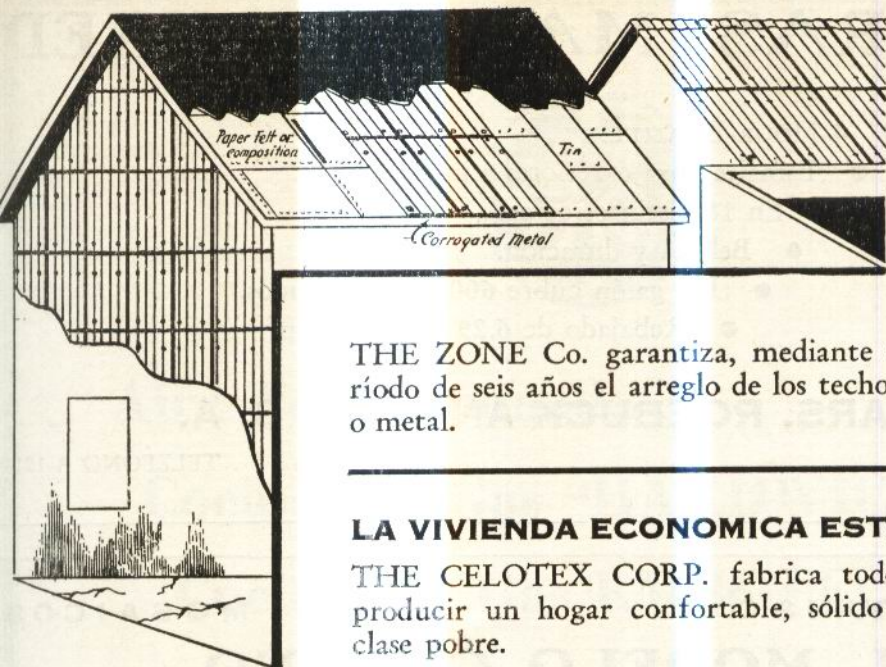 Paper Felt or
composition
Tin
Corrogated Metal
THE ZONE Co. garantiza, mediante
ríodo de seis años el arreglo de los techo
o metal.
LA VIVIENDA ECONOMICA EST
THE CELOTEX CORP. fabrica tod
producir un hogar confortable, sólido
clase pobre.